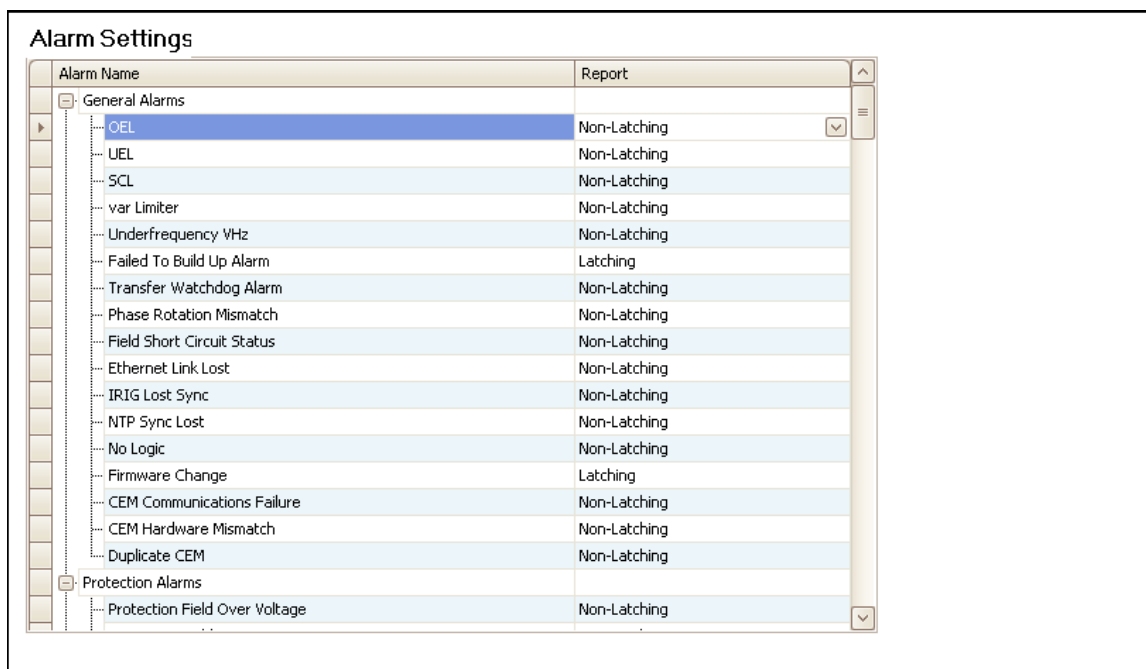 Alarm Settings
Alarm Name Report
General Alarms
OEL Non-Latching
UEL Non-Latching
SCL Non-Latching
var Limiter Non-Latching
Underfrequency VHz Non-Latching
Failed To Build Up Alarm Latching
Transfer Watchdog Alarm Non-Latching
Phase Rotation Mismatch Non-Latching
Field Short Circuit Status Non-Latching
Ethernet Link Lost Non-Latching
IRIG Lost Sync Non-Latching
NTP Sync Lost Non-Latching
No Logic Non-Latching
Firmware Change Latching
CEM Communications Failure Non-Latching
CEM Hardware Mismatch Non-Latching
Duplicate CEM Non-Latching
Protection Alarms
Protection Field Over Voltage Non-Latching